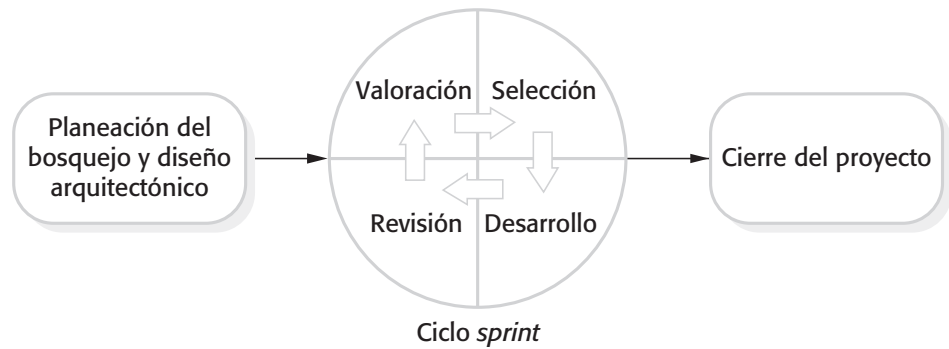 Planeación del
bosquejo y diseño
arquitectónico
Valoración
Selección
Revisión
Desarrollo
Cierre del proyecto
Ciclo sprint